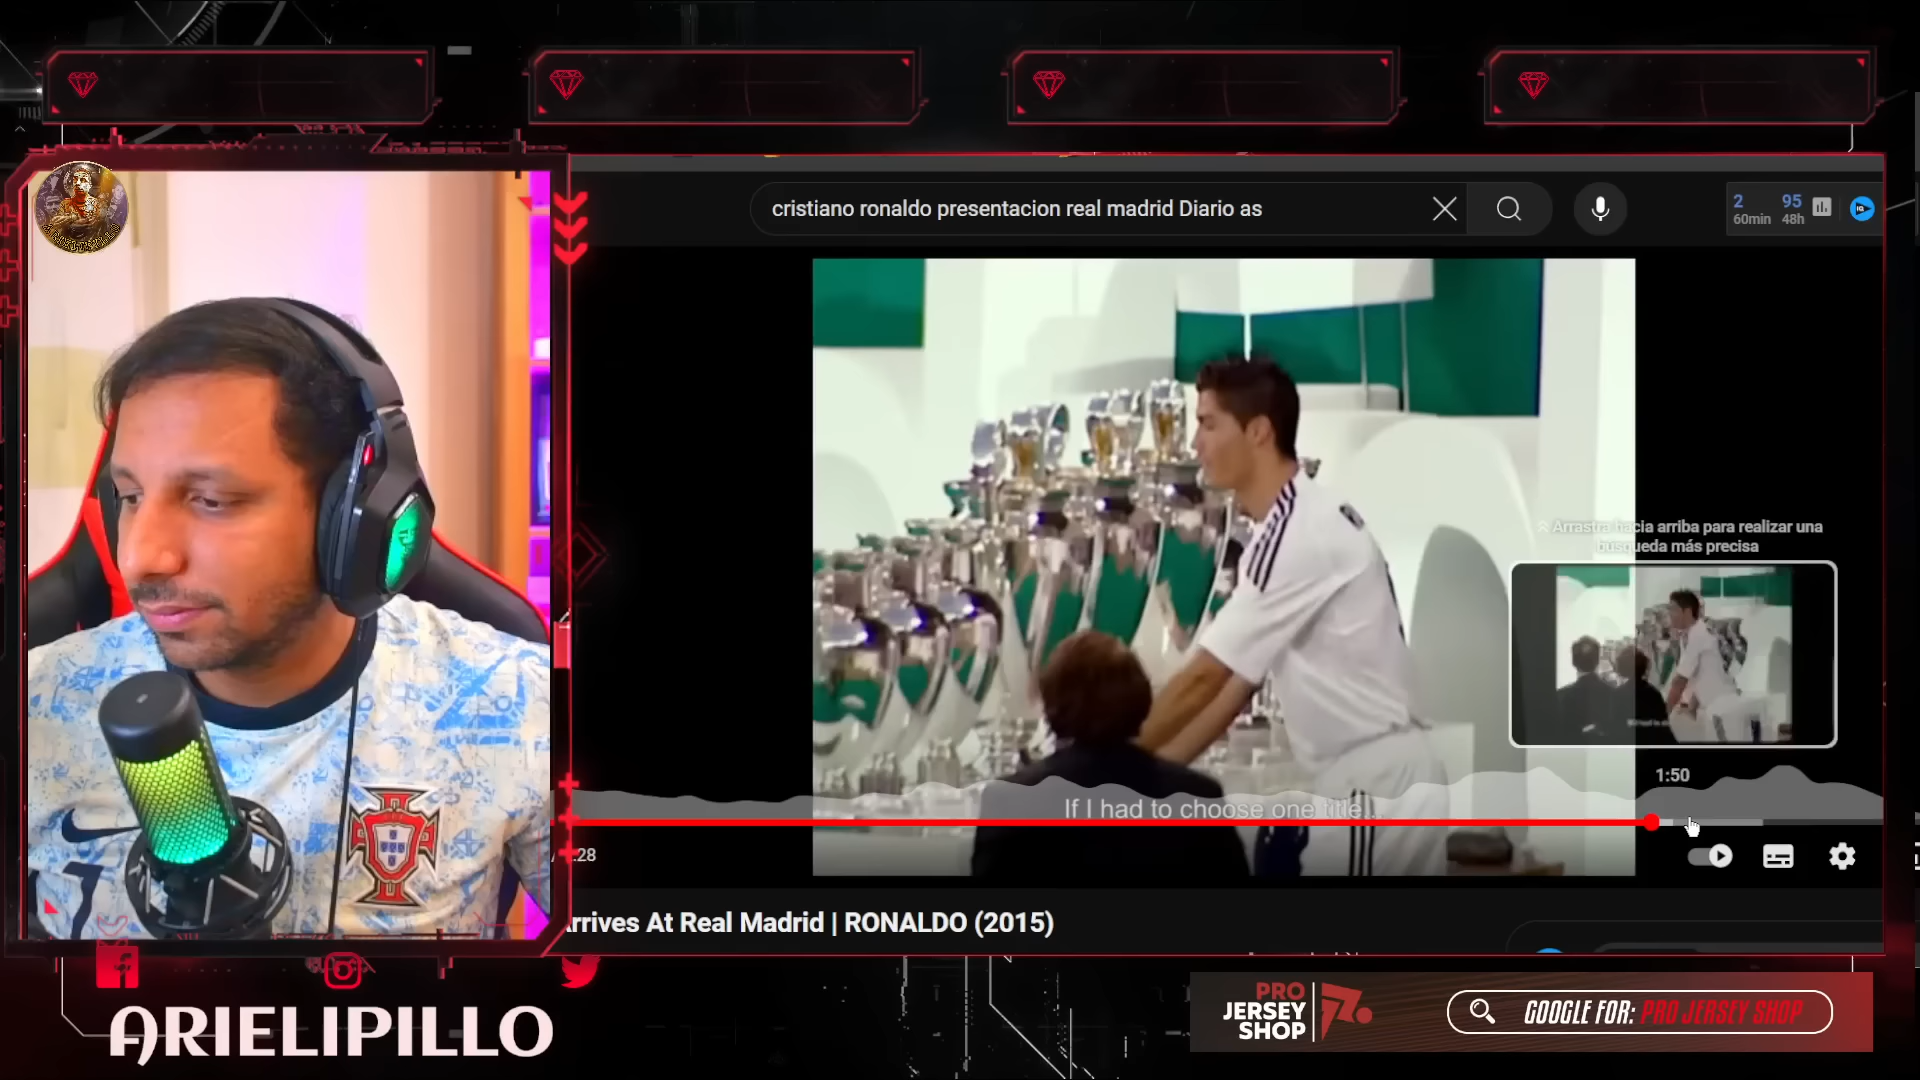 cristiano ronaldo presentacion real madrid Diario as
2
95
60min
48h
Arrastra hacia arriba para realizar una
búsqueda más precisa
1:50
If I had to choose one title...
:28
rrives At Real Madrid | RONALDO (2015)
ARIELIPILLO
PRO
JERSEY
SHOP
GOOGLE FOR: PRO JERSEY SHOP